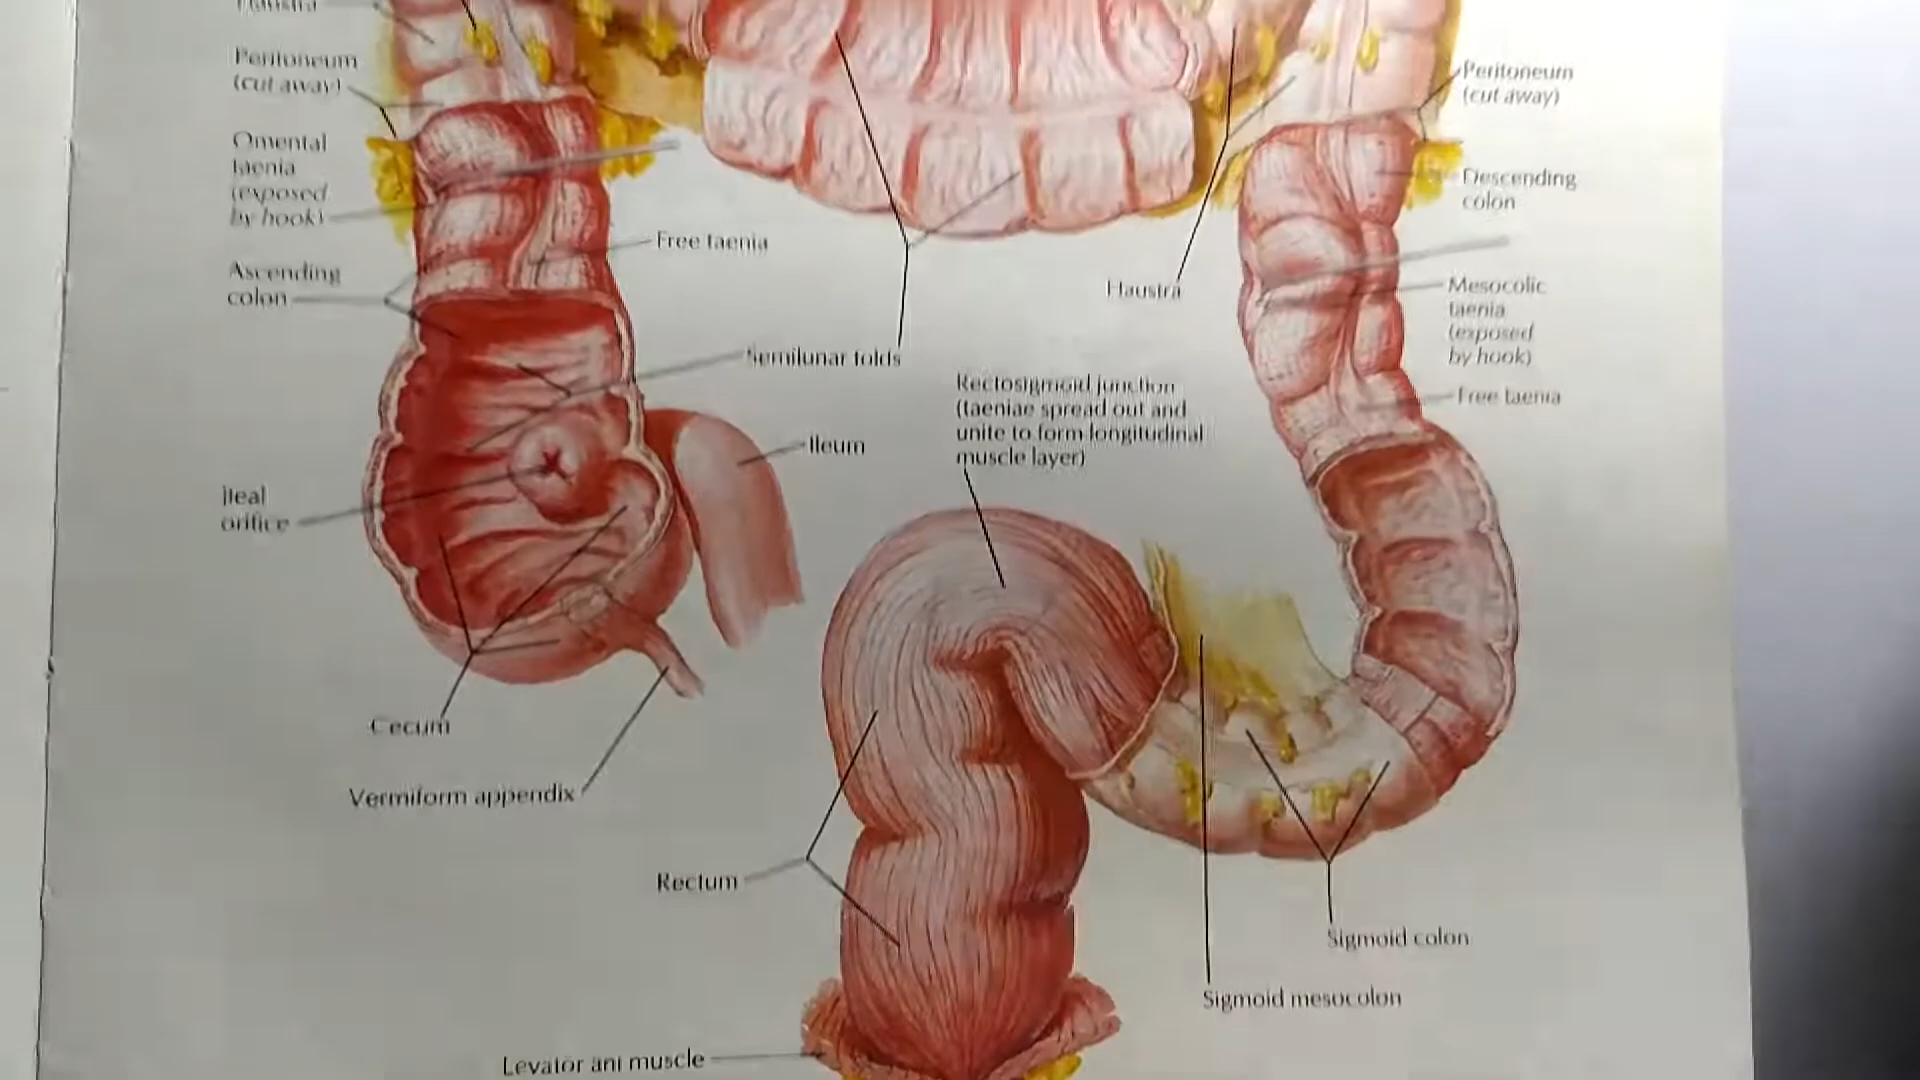 Haustra
Peritoneum
(cut away)
Omental
taenia
(exposed
by hook)
Ascending
colon
Free taenia
Semilunar folds
Ileum
Ileal
orifice
Cecum
Vermiform appendix
Rectum
Levator ani muscle
Haustra
Rectosigmoid junction
(taeniae spread out and
unite to form longitudinal
muscle layer)
Peritoneum
(cut away)
Descending
colon
Mesocolic
taenia
(exposed
by hook)
Free taenia
Sigmoid colon
Sigmoid mesocolon